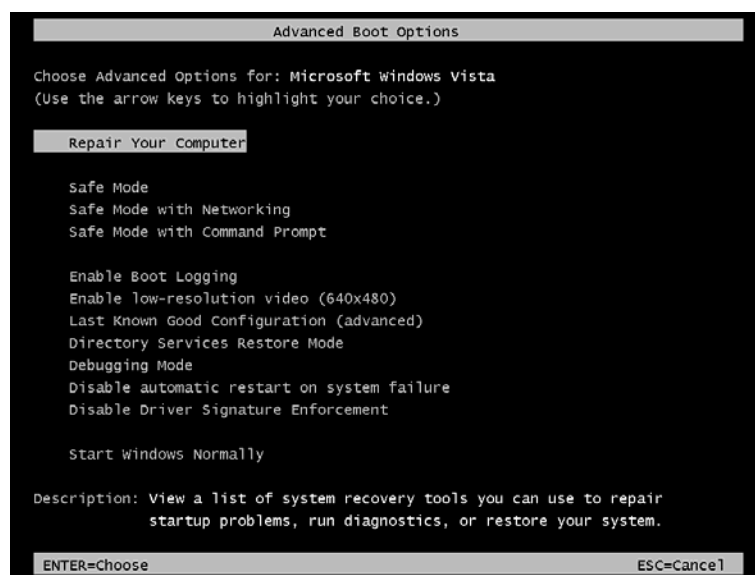 Advanced Boot Options
Choose Advanced Options for: Microsoft Windows Vista
(Use the arrow keys to highlight your choice.)
Repair Your Computer
Safe Mode
Safe Mode with Networking
Safe Mode with Command Prompt
Enable Boot Logging
Enable low-resolution video (640x480)
Last Known Good Configuration (advanced)
Directory Services Restore Mode
Debugging Mode
Disable automatic restart on system failure
Disable Driver Signature Enforcement
Start Windows Normally
Description: View a list of system recovery tools you can use to repair
startup problems, run diagnostics, or restore your system.
ENTER=Choose ESC=Cancel